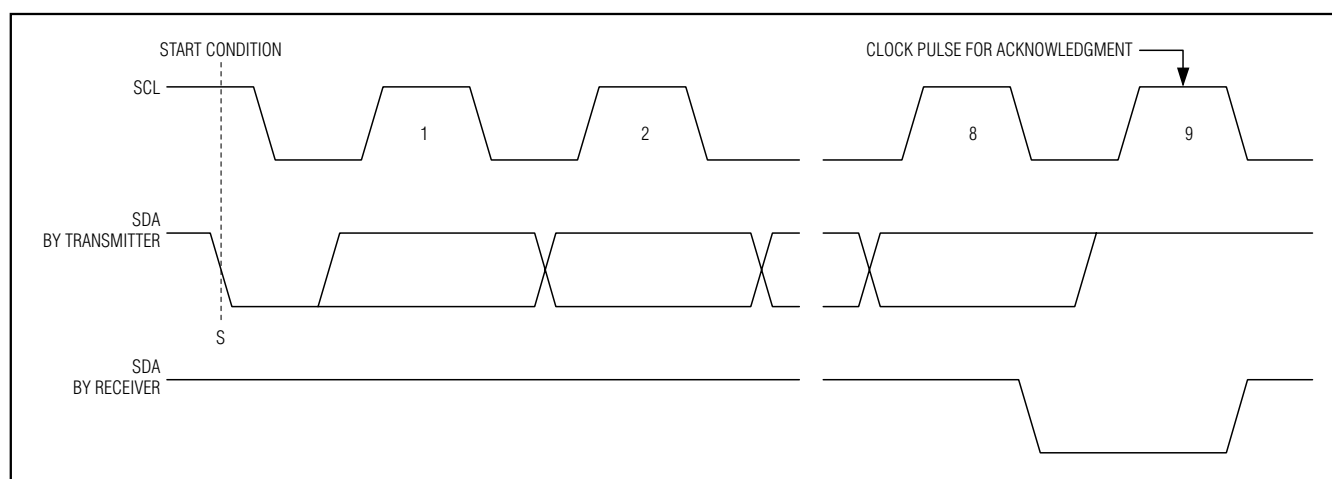 START CONDITION
CLOCK PULSE FOR ACKNOWLEDGMENT
SCL
1
2
8
9
SDA
BY TRANSMITTER
S
SDA
BY RECEIVER